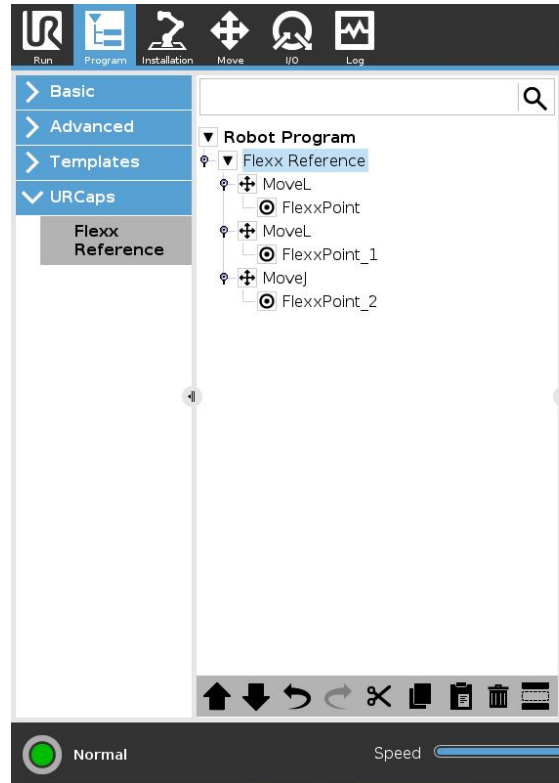 UR
Run
Program
Installation
Move
I/O
Log
Basic
Advanced
Templates
URCaps
Flexx
Reference
Robot Program
Flexx Reference
MoveL
FlexxPoint
MoveL
FlexxPoint_1
MoveJ
FlexxPoint_2
Normal
Speed